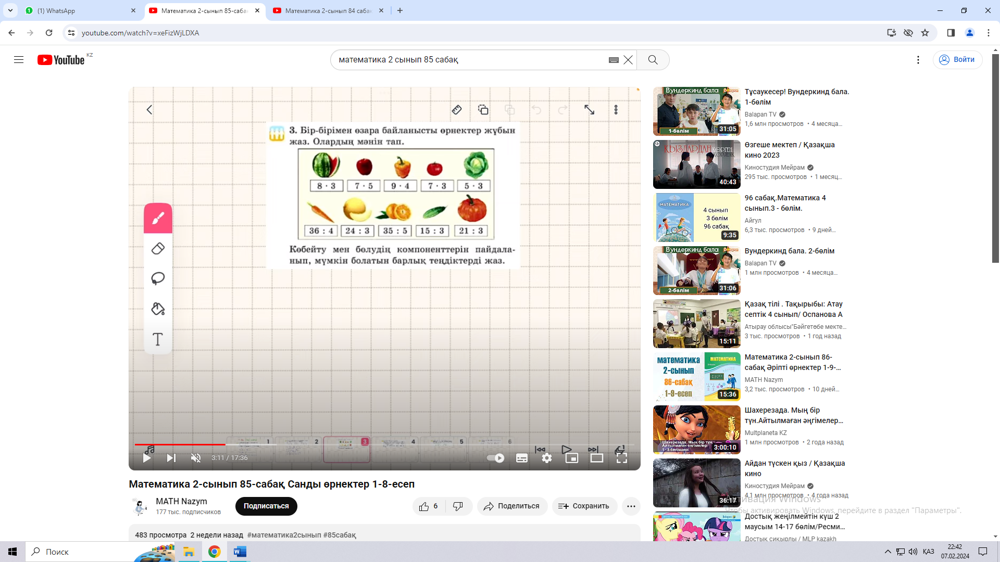 (1) WhatsApp
Математика 2-сынып 85-саба
Математика 2-сынып 84 саба
youtube.com/watch?v=xeFizWjLDXA
YouTube KZ
математика 2 сынып 85 сабақ
Войти
3. Бір-бірімен өзара байланысты өрнектер жұбын
жаз. Олардың мәнін тап.
8 · 3 7 · 5 9 · 4 7 · 3 5 · 3
36 : 4 24 : 3 35 : 5 15 : 3 21 : 3
Көбейту мен бөлудің компоненттерін пайдала-
нып, мүмкін болатын барлық теңдіктерді жаз.
T
1 2 3 4 5 6
3:11 / 17:36
Математика 2-сынып 85-сабақ Санды өрнектер 1-8-есеп
MATH Nazym
177 тыс. подписчиков
Подписаться
6
Поделиться
Сохранить
483 просмотра 2 недели назад #математика2сынып #85сабақ
Вундеркинд бала
1-бөлім
31:05
Тұсаукесер! Вундеркинд бала.
1-бөлім
Balapan TV
1,6 млн просмотров • 4 месяца...
ҚЫЗЛАРДАН КӨРГЕН
ҚОРЛЫҚ
40:43
Өзгеше мектеп / Қазақша
кино 2023
Киностудия Мейрам
295 тыс. просмотров • 1 месяц...
МАТЕМАТИКА
4 сынып
3 бөлім
96 сабақ
9:35
96 сабақ.Математика 4
сынып.3 - бөлім.
Айгул
6,3 тыс. просмотров • 9 дней...
Вундеркинд бала
2-бөлім
31:06
Вундеркинд бала. 2-бөлім
Balapan TV
1 млн просмотров • 4 месяца...
15:11
Қазақ тілі . Тақырыбы: Атау
септік 4 сынып/ Оспанова А
Атырау облысы"Бәйгетөбе мекте...
3 тыс. просмотров • 1 год назад
математика
2-сынып
86-сабақ
1-9-есеп
МАТЕМАТИКА
15:36
Математика 2-сынып 86-
сабақ Әріпті өрнектер 1-9-...
MATH Nazym
3,2 тыс. просмотров • 10 дней...
Шахерезада. Мың бір түн.
Айтылмаған әңгімелер
1 - 8 бөлімдері
3:00:10
Шахерезада. Мың бір
түн.Айтылмаған әңгімелер...
Multplaneta KZ
1 млн просмотров • 2 года назад
36:17
Айдан түскен қыз / Қазақша
кино
Киностудия Мейрам
4,1 млн просмотров • 4 года назад
Активация Windows
Чтобы активировать Windows, перейдите в раздел "Параметры".
Достық жеңілмейтін күш 2
маусым 14-17 бөлім/Ресми...
Достық сиқырлы / MLP kazakh
Поиск
ҚАЗ
22:42
07.02.2024